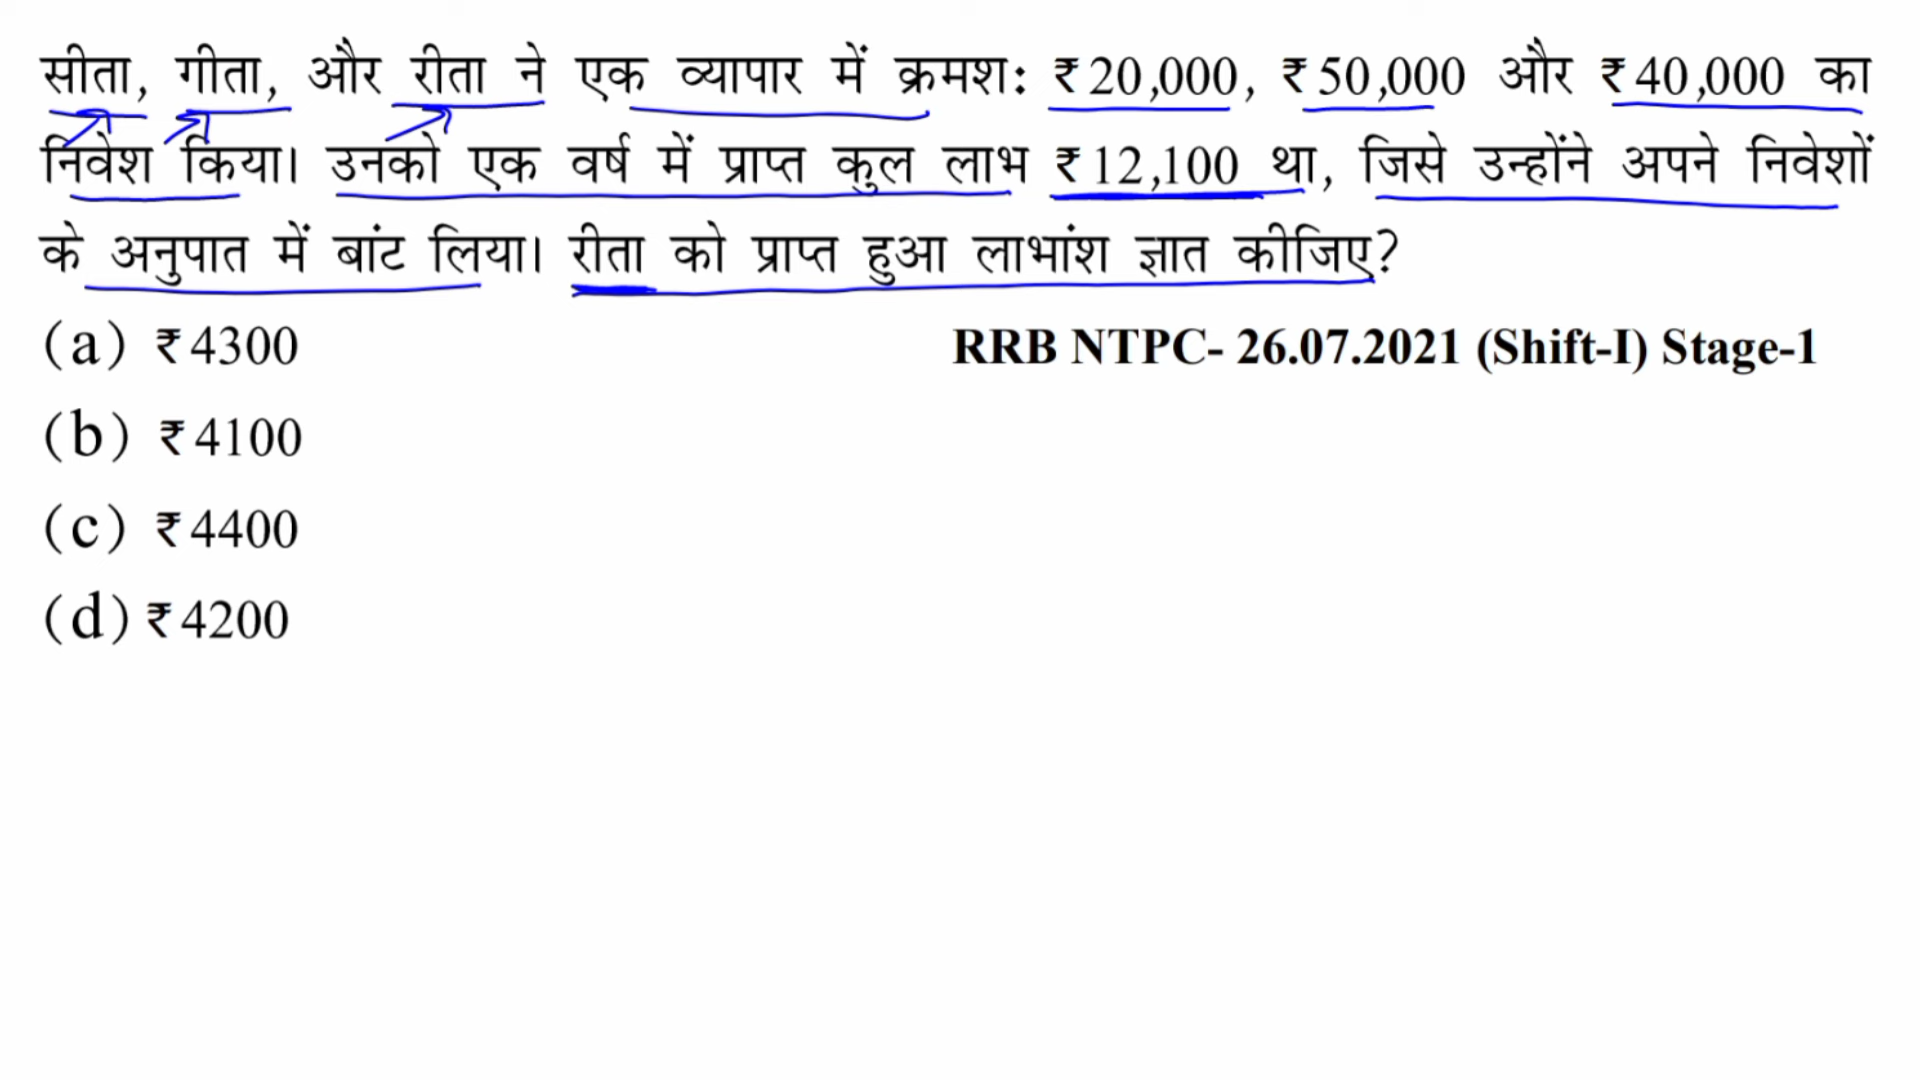 सीता, गीता, और रीता ने एक व्यापार में क्रमश: ₹20,000, ₹50,000 और ₹40,000 का
निवेश किया। उनको एक वर्ष में प्राप्त कुल लाभ ₹12,100 था, जिसे उन्होंने अपने निवेशों
के अनुपात में बांट लिया। रीता को प्राप्त हुआ लाभांश ज्ञात कीजिए?
(a) ₹4300
RRB NTPC- 26.07.2021 (Shift-I) Stage-1
(b) ₹4100
(c) ₹4400
(d) ₹4200